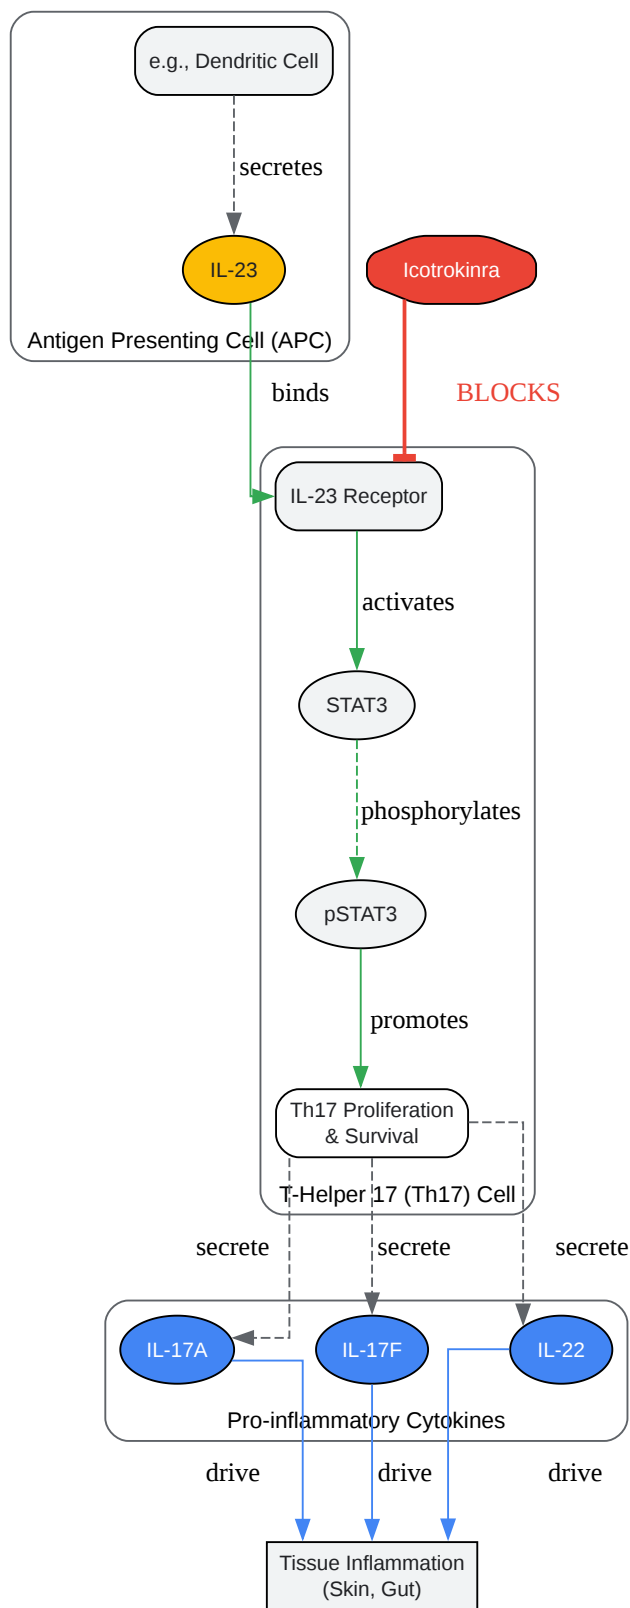 e.g., Dendritic Cell
secretes
IL-23
Icotrokinra
Antigen Presenting Cell (APC)
binds
BLOCKS
IL-23 Receptor
activates
STAT3
phosphorylates
pSTAT3
promotes
Th17 Proliferation
& Survival
T-Helper 17 (Th17) Cell
secrete
secrete
secrete
IL-17A
IL-17F
IL-22
Pro-inflammatory Cytokines
drive
drive
drive
Tissue Inflammation
(Skin, Gut)